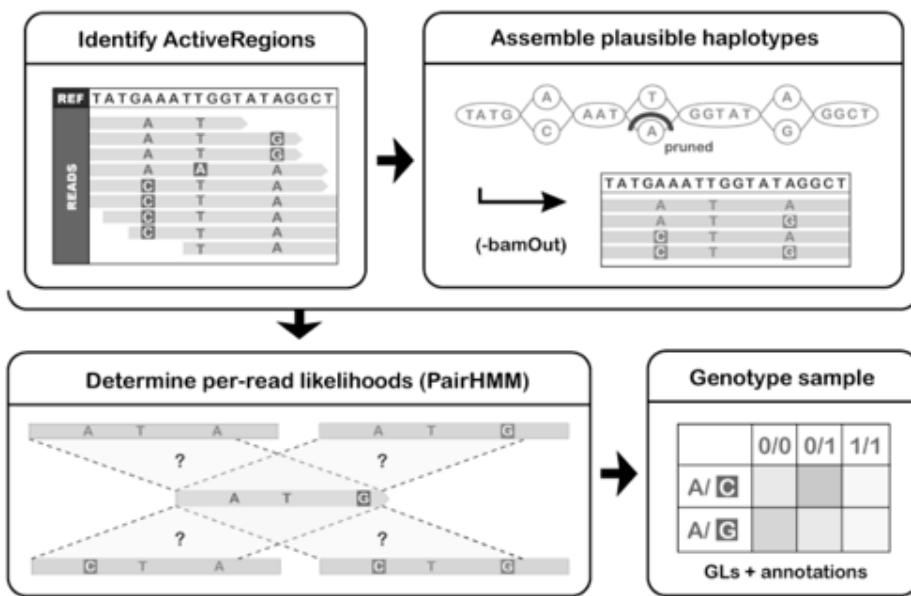 Identify ActiveRegions
REF TATGAAATTGGTATAGGCT
READS
A T
A T G
A T G
A A A
C T A
C T A
C T A
C T A
T A
Assemble plausible haplotypes
TATG A C AAT T A GGTAT A G GGCT
pruned
TATGAAATTGGTATAGGCT
A T A
A T G
C T A
C T G
(-bamOut)
Determine per-read likelihoods (PairHMM)
A T A A T G
? ?
A T G
? ?
C T A C T G
Genotype sample
0/0 0/1 1/1
A/ C
A/ G
GLs + annotations